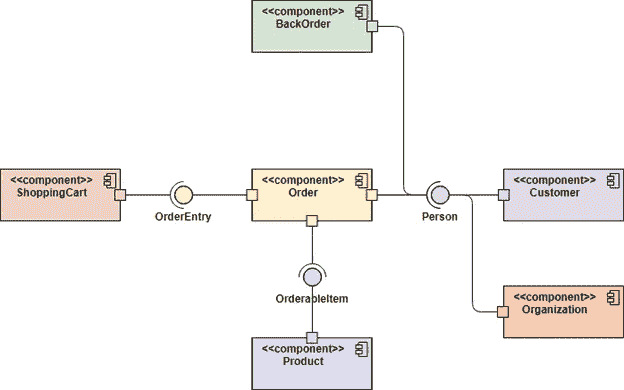 <<component>>
BackOrder
<<component>>
ShoppingCart
OrderEntry
<<component>>
Order
Person
<<component>>
Customer
OrderableItem
<<component>>
Organization
<<component>>
Product